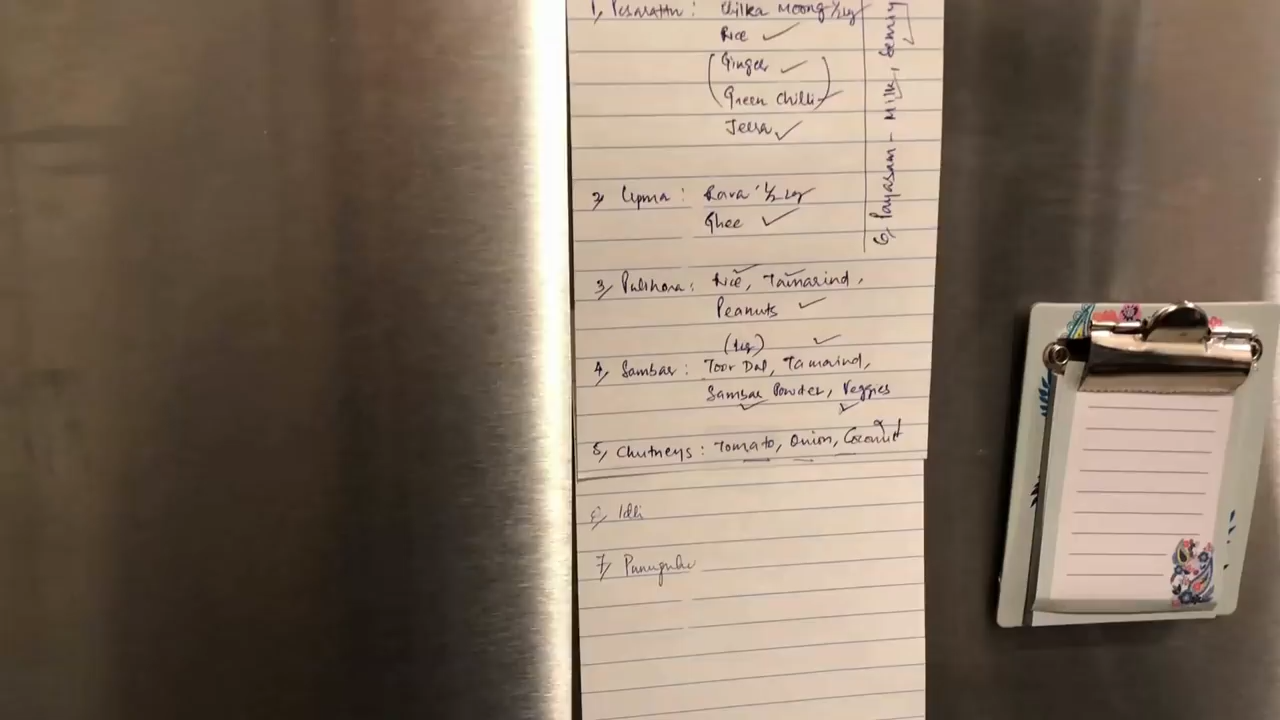 1, Pesarattu : Chilka Moong 1/2 kg
Rice ✓
(Ginger ✓
Green Chilli ✓)
Jeera ✓
2, Upma : Rava 1/2 kg
Ghee ✓
3, Pulihora : Rice, Tamarind,
Peanuts ✓
(1kg) ✓
4, Sambar : Toor Dal, Tamarind,
Sambar Powder, Veggies
5, Chutneys : Tomato, Onion, Coconut
6, Payasam - Milk, Semiy
6, Idli
7, Punugulu